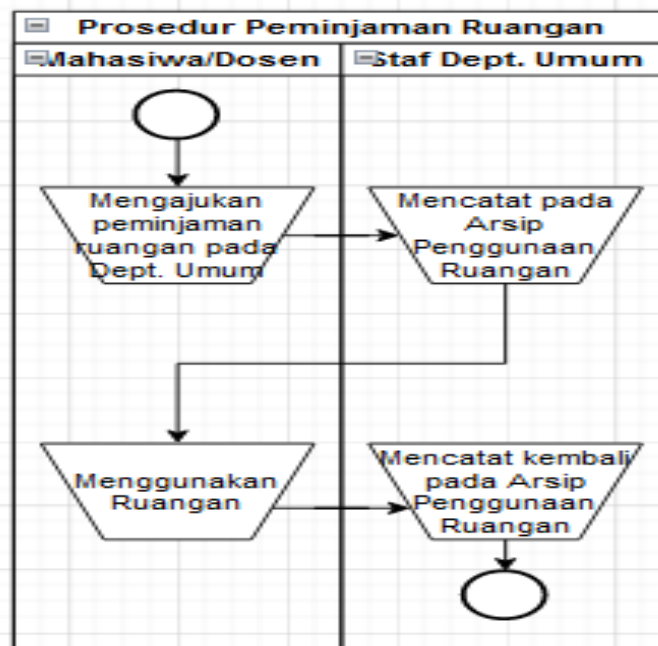 Prosedur Peminjaman Ruangan
Mahasiwa/Dosen
Staf Dept. Umum
Mengajukan
peminjaman
ruangan pada
Dept. Umum
Mencatat pada
Arsip
Penggunaan
Ruangan
Menggunakan
Ruangan
Mencatat kembali
pada Arsip
Penggunaan
Ruangan